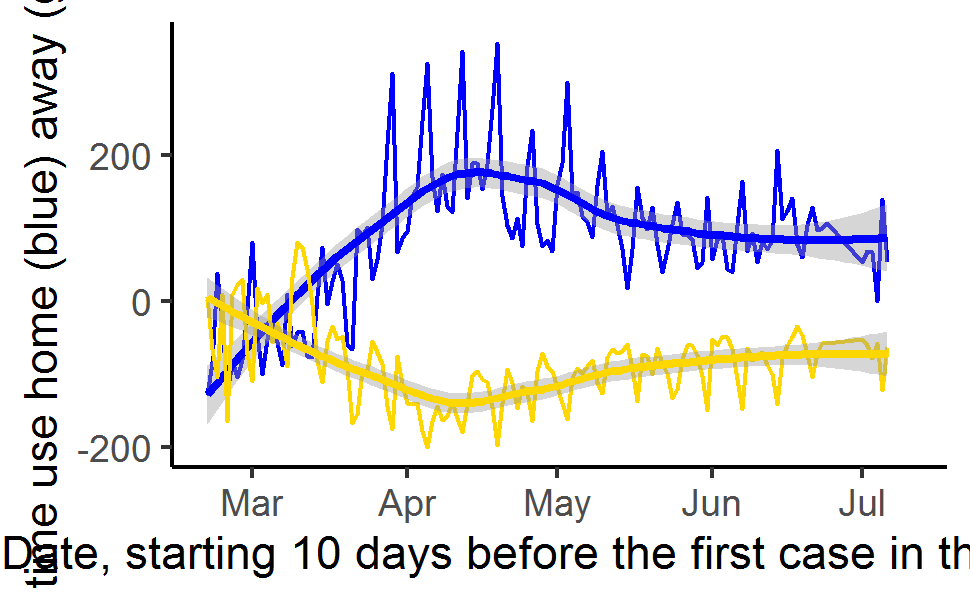 time use home (blue) away (
200
0
-200
Mar Apr May Jun Jul
Date, starting 10 days before the first case in th